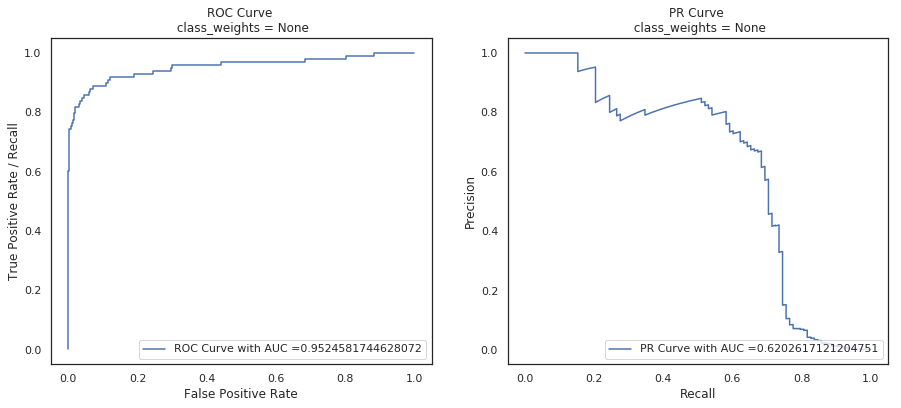 ROC Curve
class_weights = None
1.0
0.8
0.6
0.4
0.2
0.0
True Positive Rate / Recall
ROC Curve with AUC =0.9524581744628072
0.0 0.2 0.4 0.6 0.8 1.0
False Positive Rate
PR Curve
class_weights = None
1.0
0.8
0.6
0.4
0.2
0.0
Precision
PR Curve with AUC =0.6202617121204751
0.0 0.2 0.4 0.6 0.8 1.0
Recall